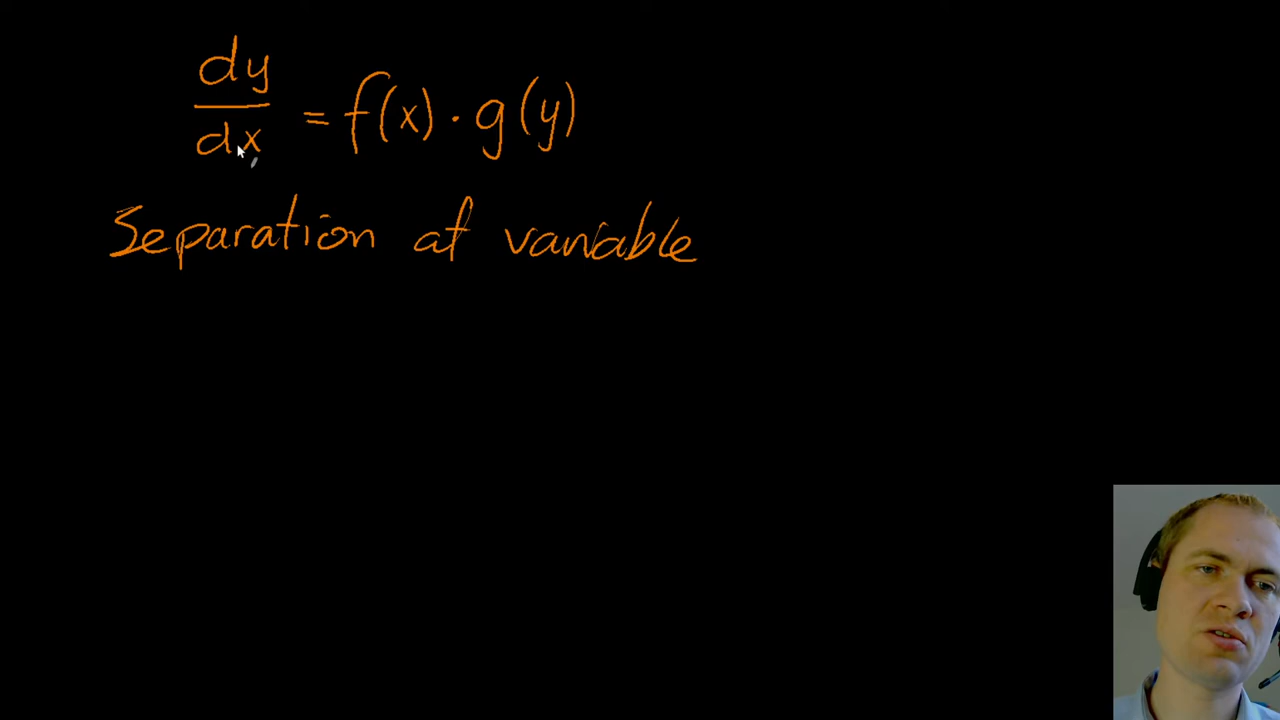 dy/dx = f(x) · g(y)
Separation af variable